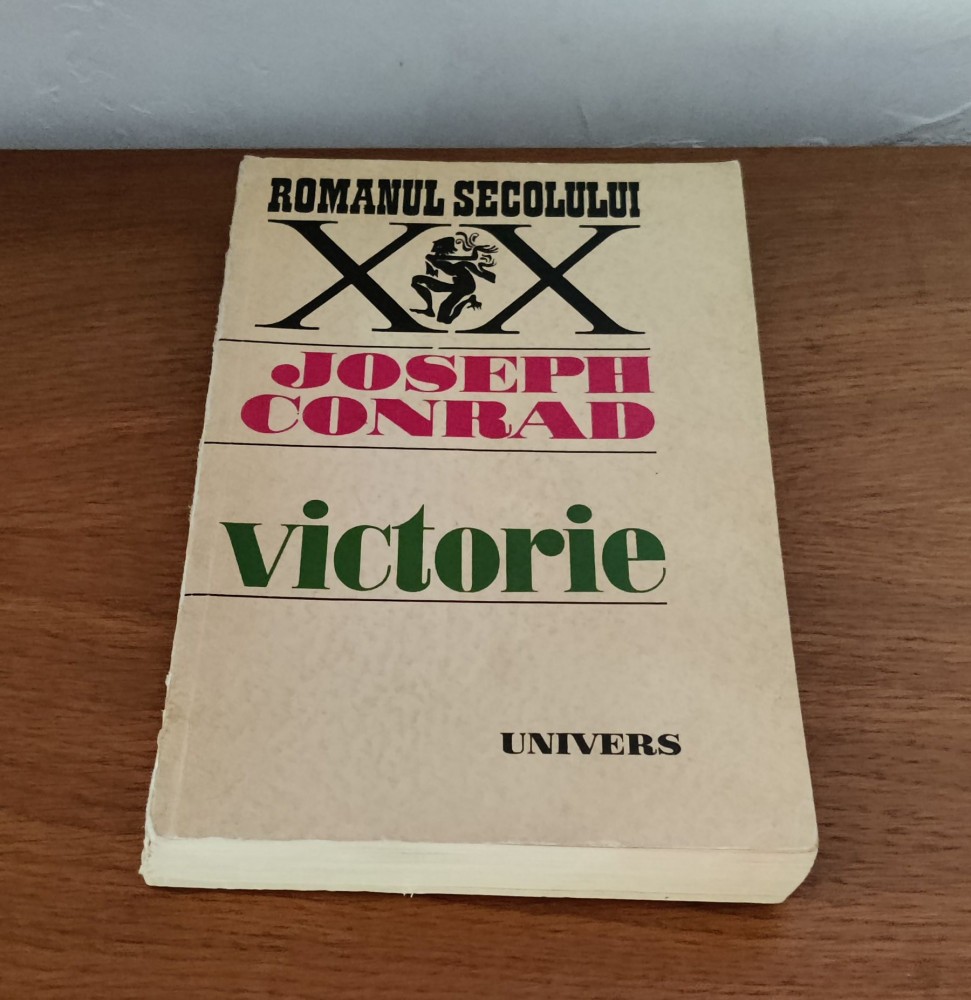 ROMANUL SECOLULUI
XX
JOSEPH
CONRAD
victorie
UNIVERS